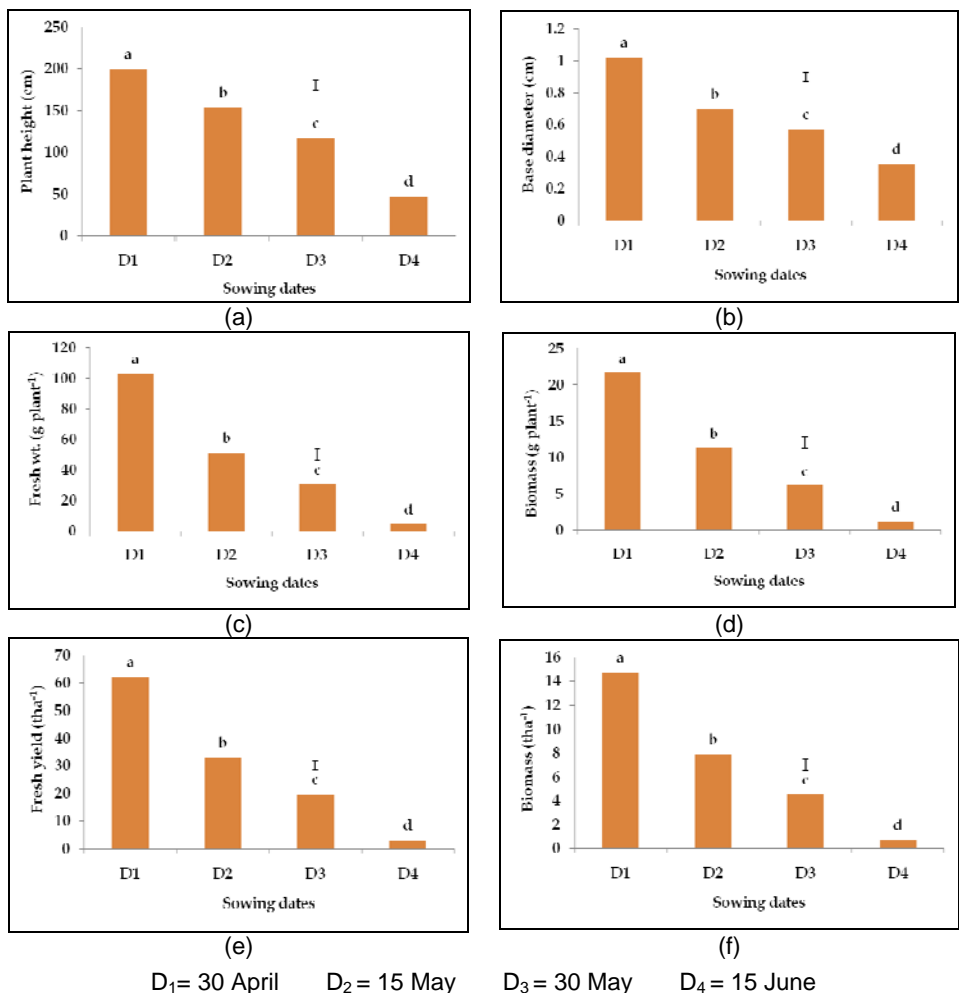 250
200
150
100
50
0
Plant height (cm)
a
b
c
d
D1 D2 D3 D4
Sowing dates
(a)
1.2
1
0.8
0.6
0.4
0.2
0
Base diameter (cm)
a
b
c
d
D1 D2 D3 D4
Sowing dates
(b)
120
100
80
60
40
20
0
Fresh wt. (g plant⁻¹)
a
b
c
d
D1 D2 D3 D4
Sowing dates
(c)
25
20
15
10
5
0
Biomass (g plant⁻¹)
a
b
c
d
D1 D2 D3 D4
Sowing dates
(d)
70
60
50
40
30
20
10
0
Fresh yield (tha⁻¹)
a
b
c
d
D1 D2 D3 D4
Sowing dates
(e)
16
14
12
10
8
6
4
2
0
Biomass (tha⁻¹)
a
b
c
d
D1 D2 D3 D4
Sowing dates
(f)
D₁= 30 April D₂ = 15 May D₃ = 30 May D₄ = 15 June